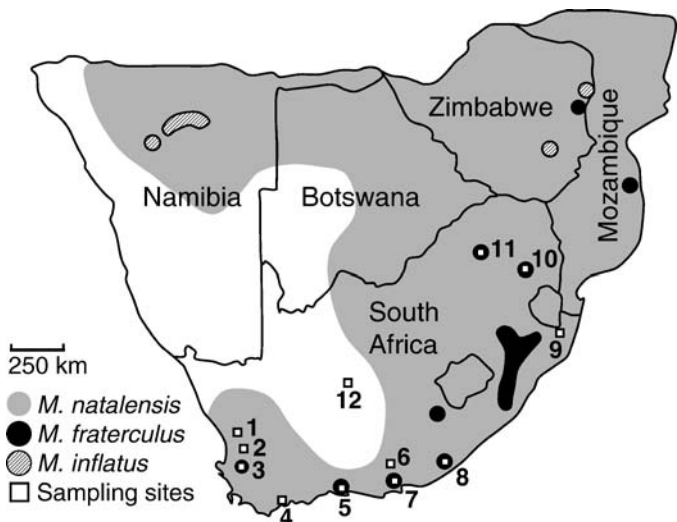 Zimbabwe
Mozambique
Namibia
Botswana
11
10
South
Africa
9
250 km
12
M. natalensis
M. fraterculus
M. inflatus
Sampling sites
1
2
3
4
5
6
7
8